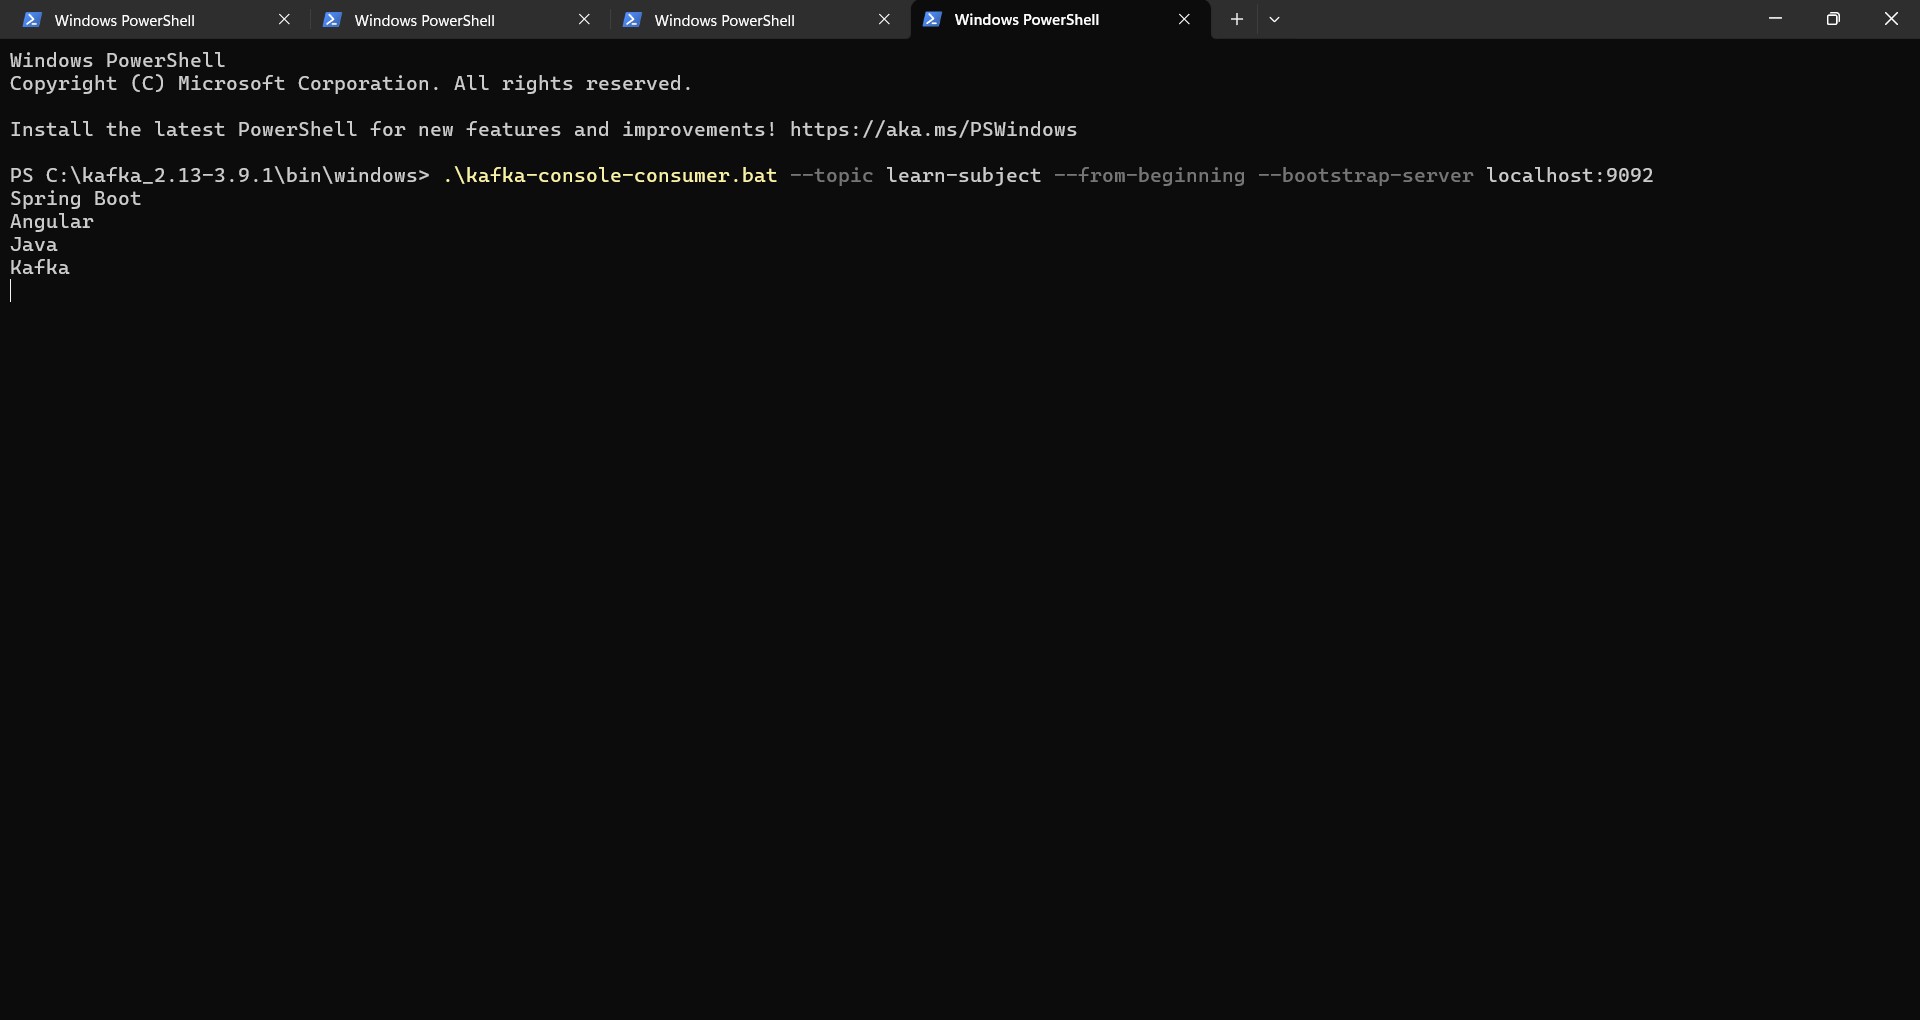 Windows PowerShell
Windows PowerShell
Windows PowerShell
Windows PowerShell
Windows PowerShell
Copyright (C) Microsoft Corporation. All rights reserved.
Install the latest PowerShell for new features and improvements! https://aka.ms/PSWindows
PS C:\kafka_2.13-3.9.1\bin\windows> .\kafka-console-consumer.bat --topic learn-subject --from-beginning --bootstrap-server localhost:9092
Spring Boot
Angular
Java
Kafka